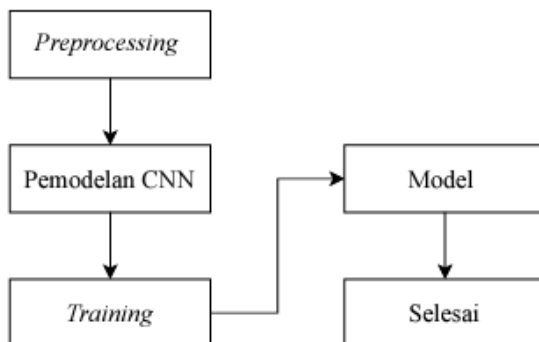 Preprocessing
Pemodelan CNN
Training
Model
Selesai